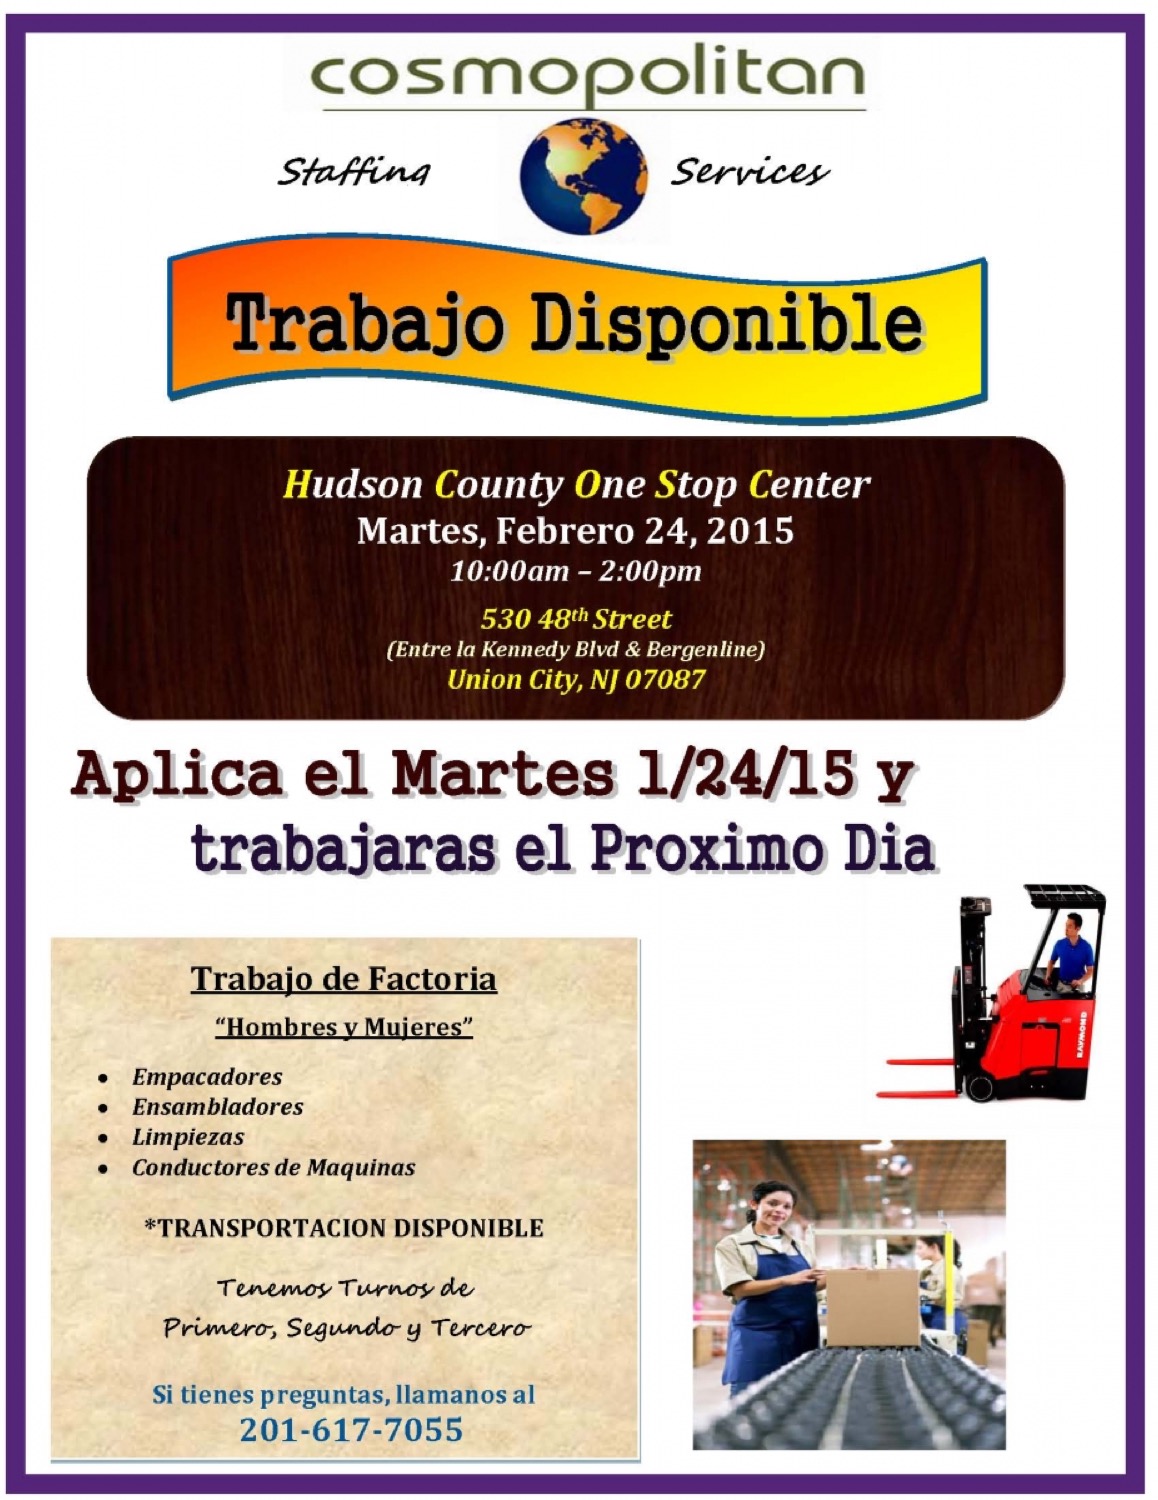 cosmopolitan
Staffing Services
Trabajo Disponible
Hudson County One Stop Center
Martes, Febrero 24, 2015
10:00am – 2:00pm
530 48th Street
(Entre la Kennedy Blvd & Bergenline)
Union City, NJ 07087
Aplica el Martes 1/24/15 y
trabajaras el Proximo Dia
Trabajo de Factoria
“Hombres y Mujeres”
• Empacadores
• Ensambladores
• Limpiezas
• Conductores de Maquinas
*TRANSPORTACION DISPONIBLE
Tenemos Turnos de
Primero, Segundo y Tercero
Si tienes preguntas, llamanos al
201-617-7055
RAYMOND